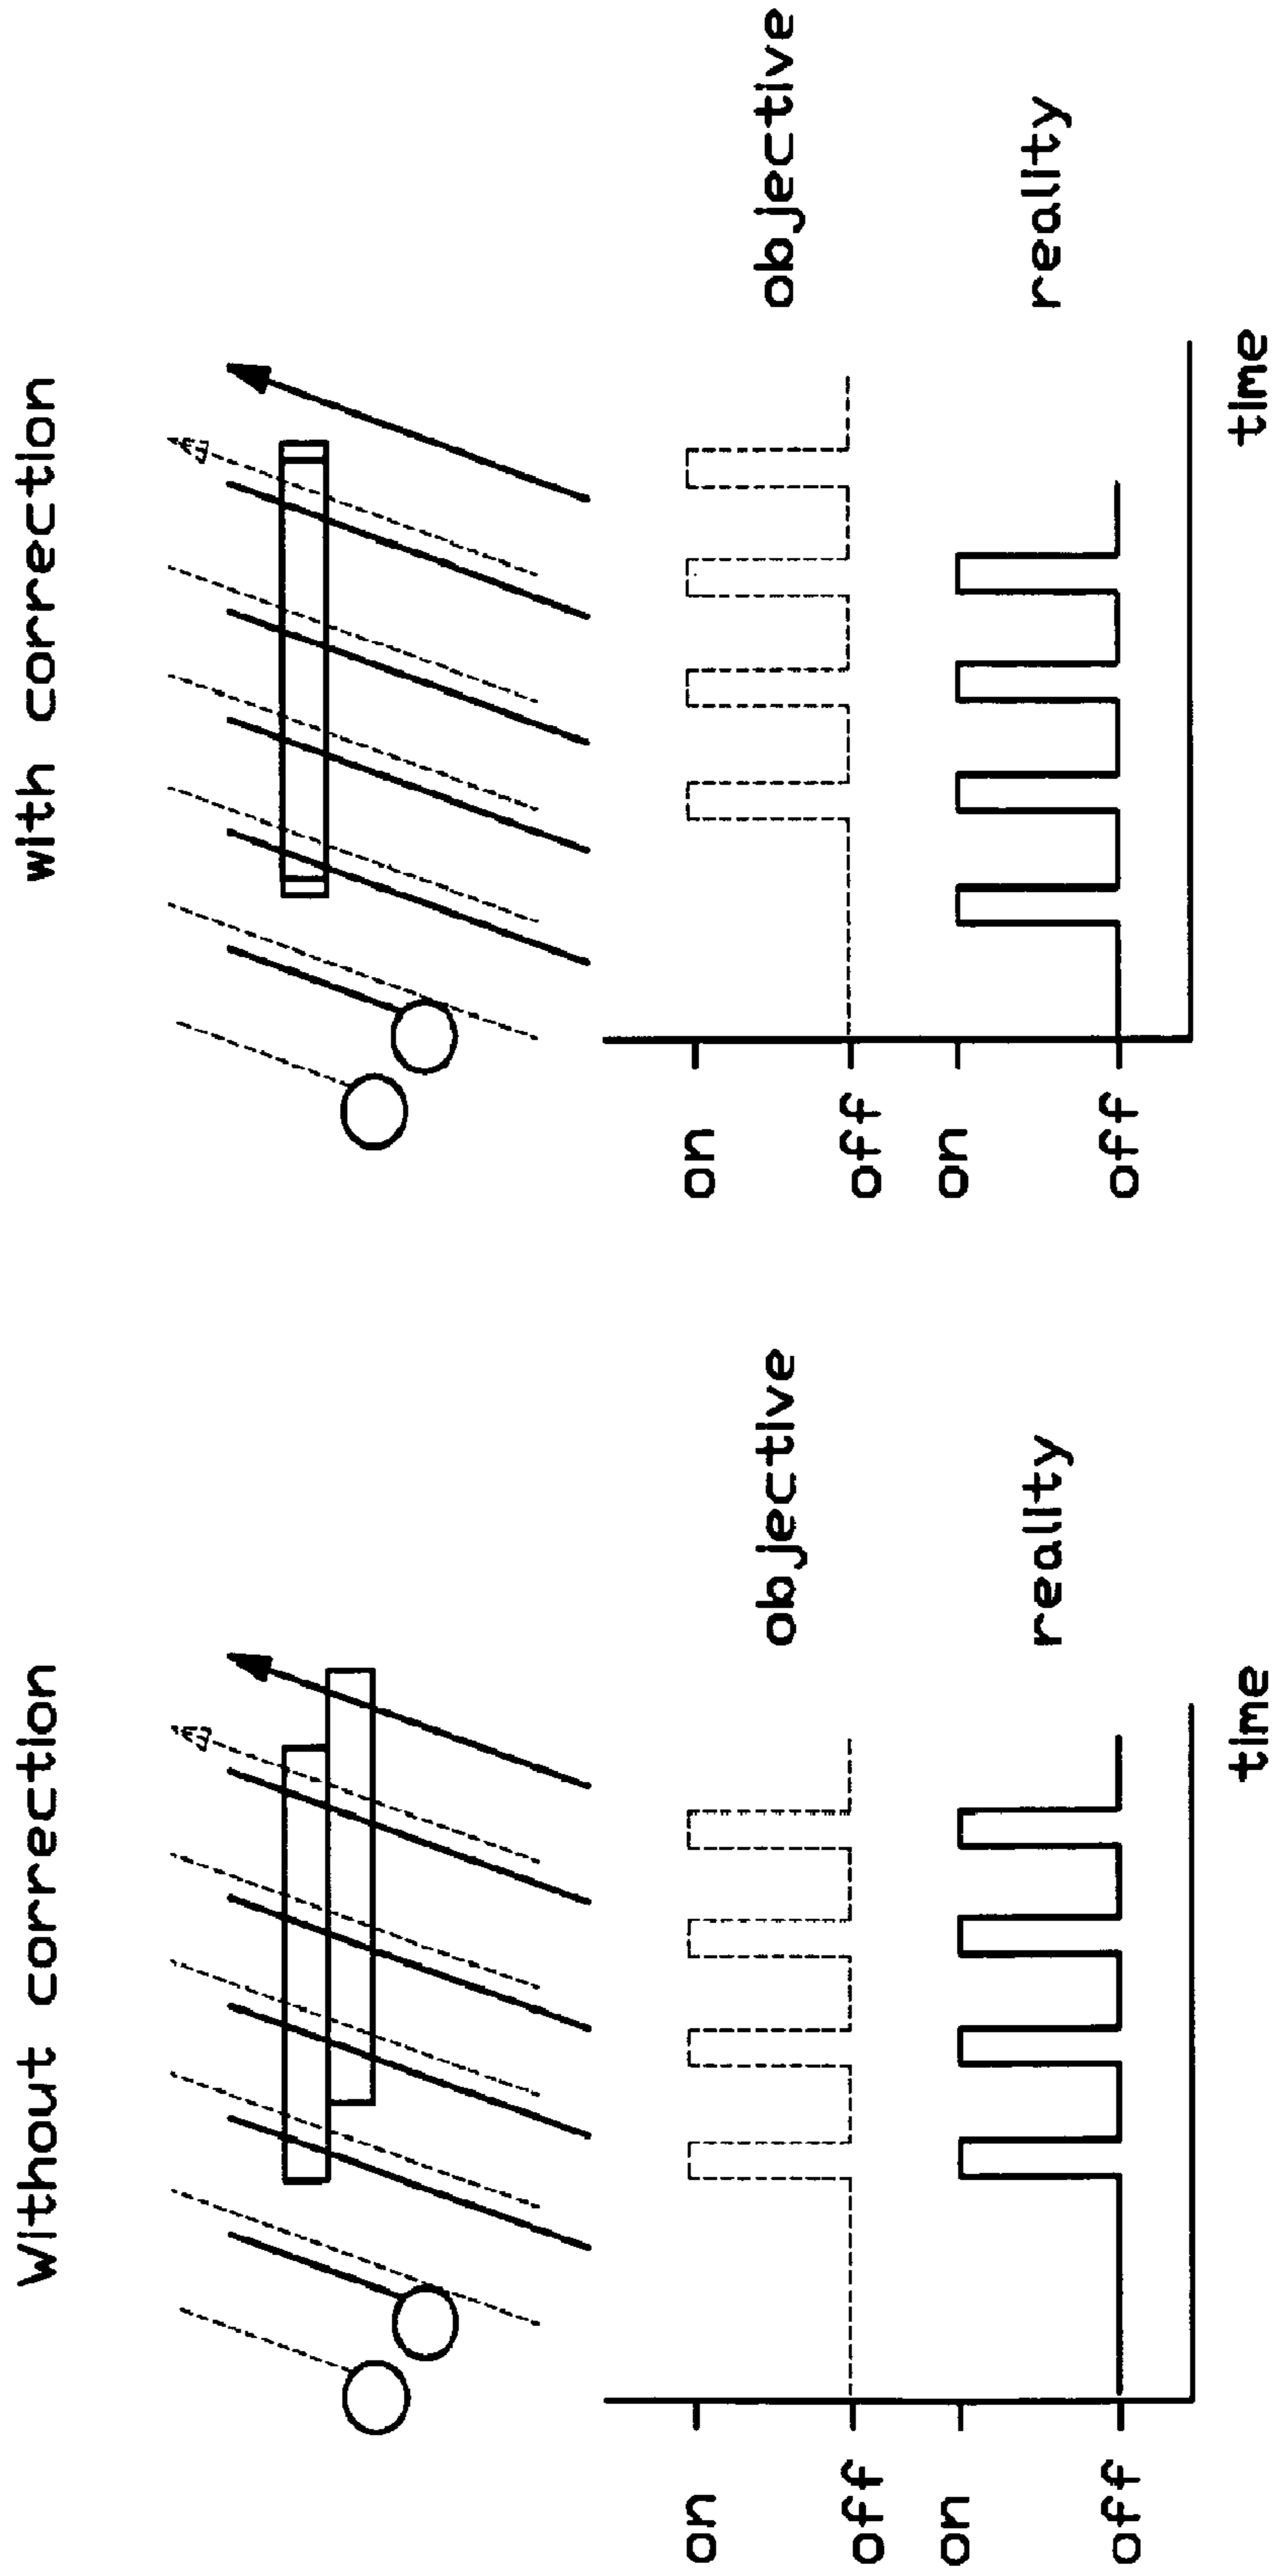 Without correction
on
objective
off
on
reality
off
time
with correction
on
objective
off
on
reality
off
time